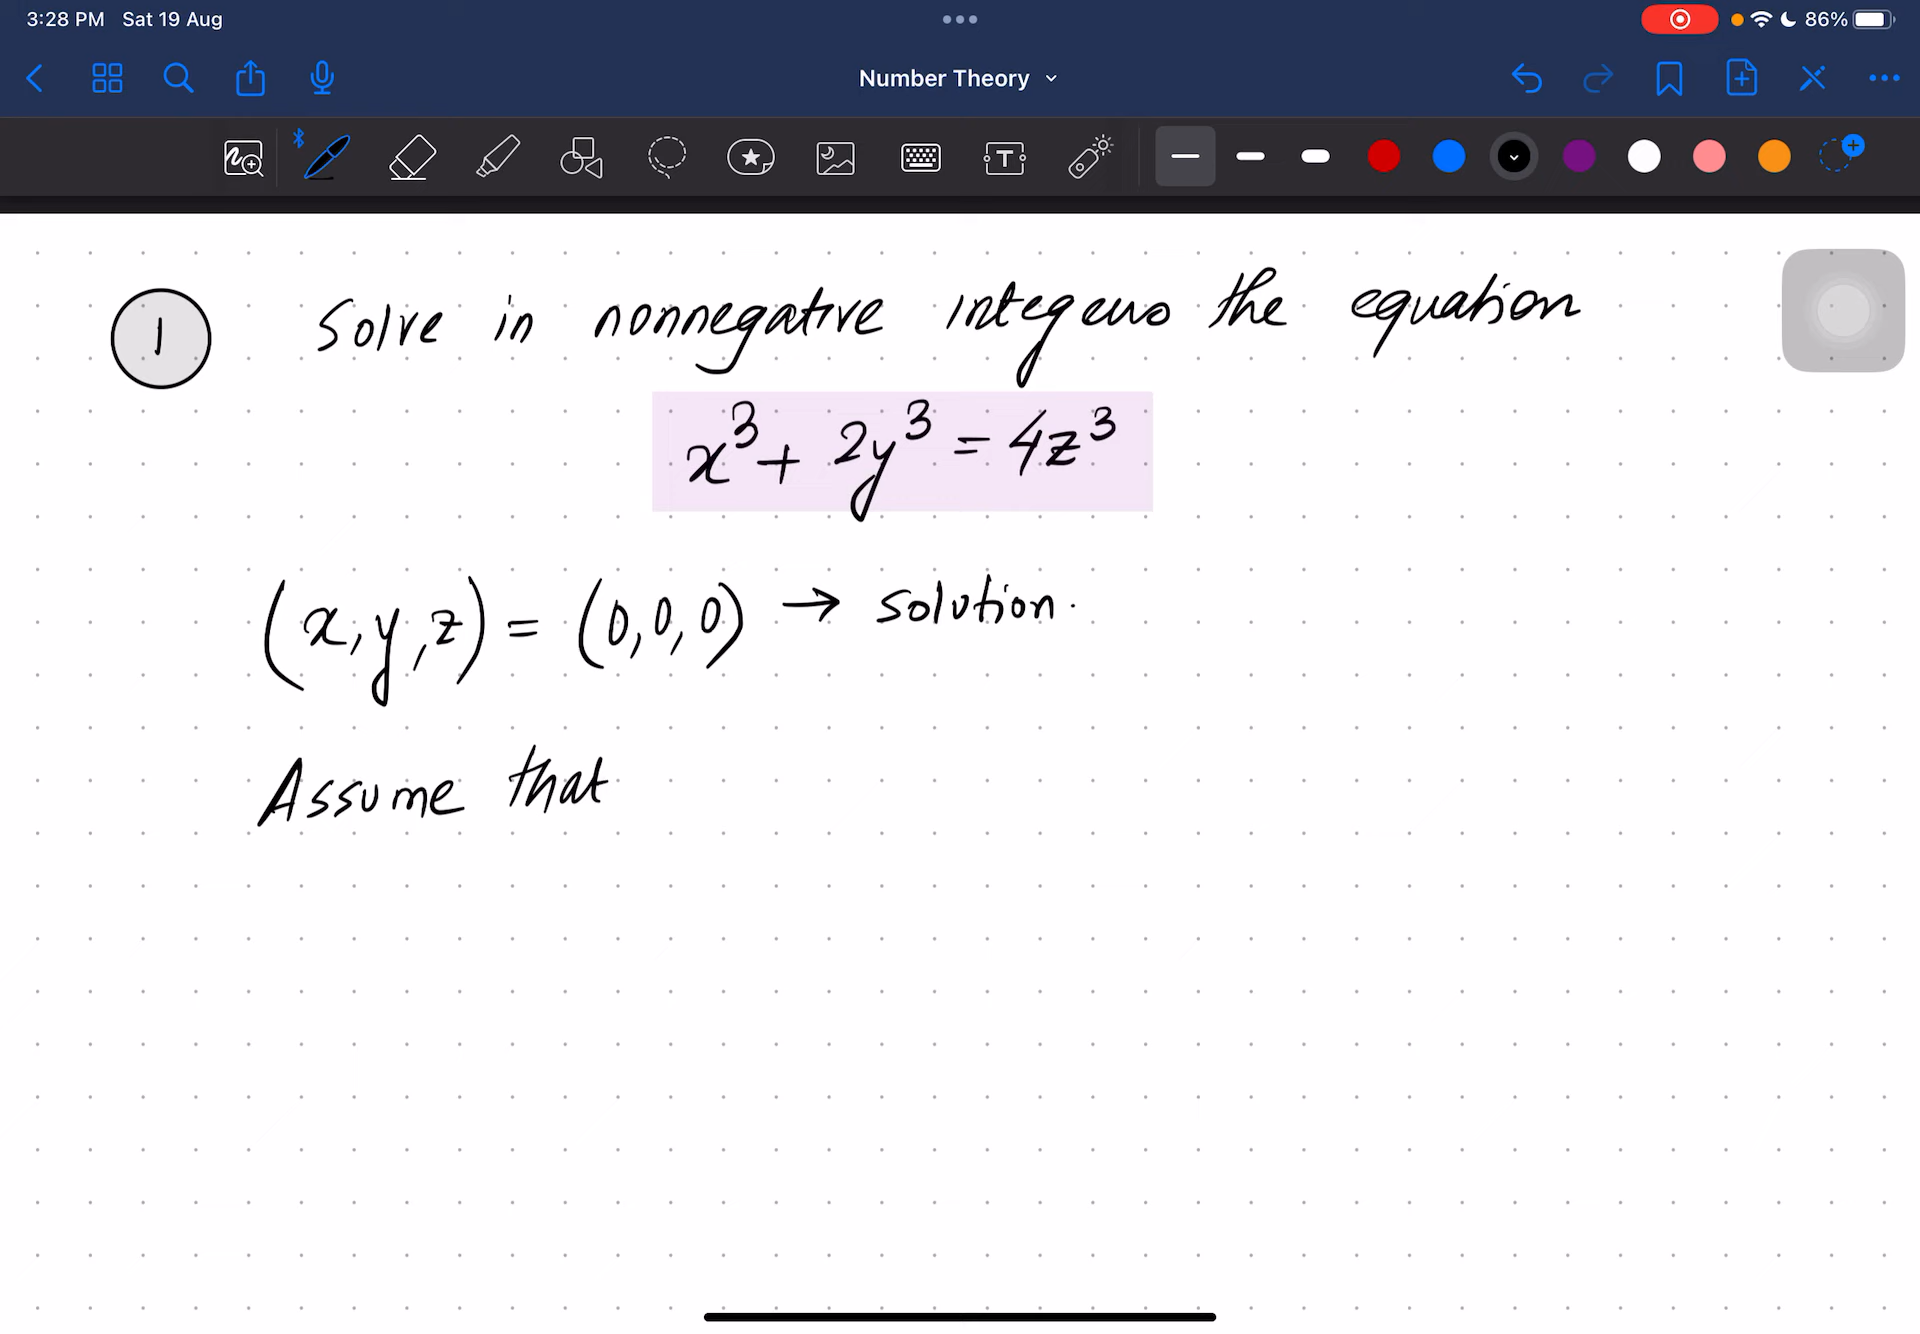 3:28 PM Sat 19 Aug
86%
Number Theory
T
1 Solve in nonnegative integers the equation
x³ + 2y³ = 4z³
(x, y, z) = (0, 0, 0) → solution.
Assume that